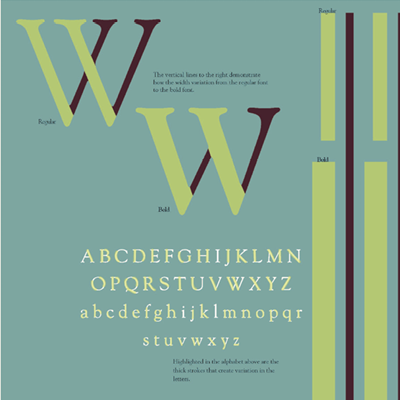 Regular
W
The vertical lines to the right demonstrate
how the width variation from the regular font
to the bold font.
Regular
W
Bold
Bold
ABCDEFGHIJKLMN
OPQRSTUVWXYZ
abcdefghijklmnopqr
stuvwxyz
Highlighted in the alphabet above are the
thick strokes that create variation in the
letters.